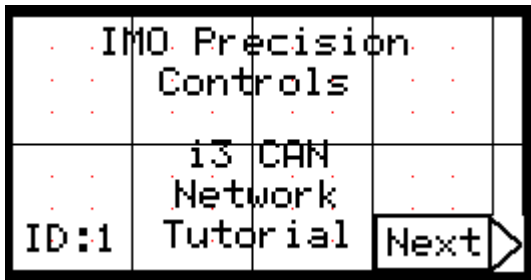 IMO Precision
Controls
i3 CAN
Network
Tutorial
ID:1
Next